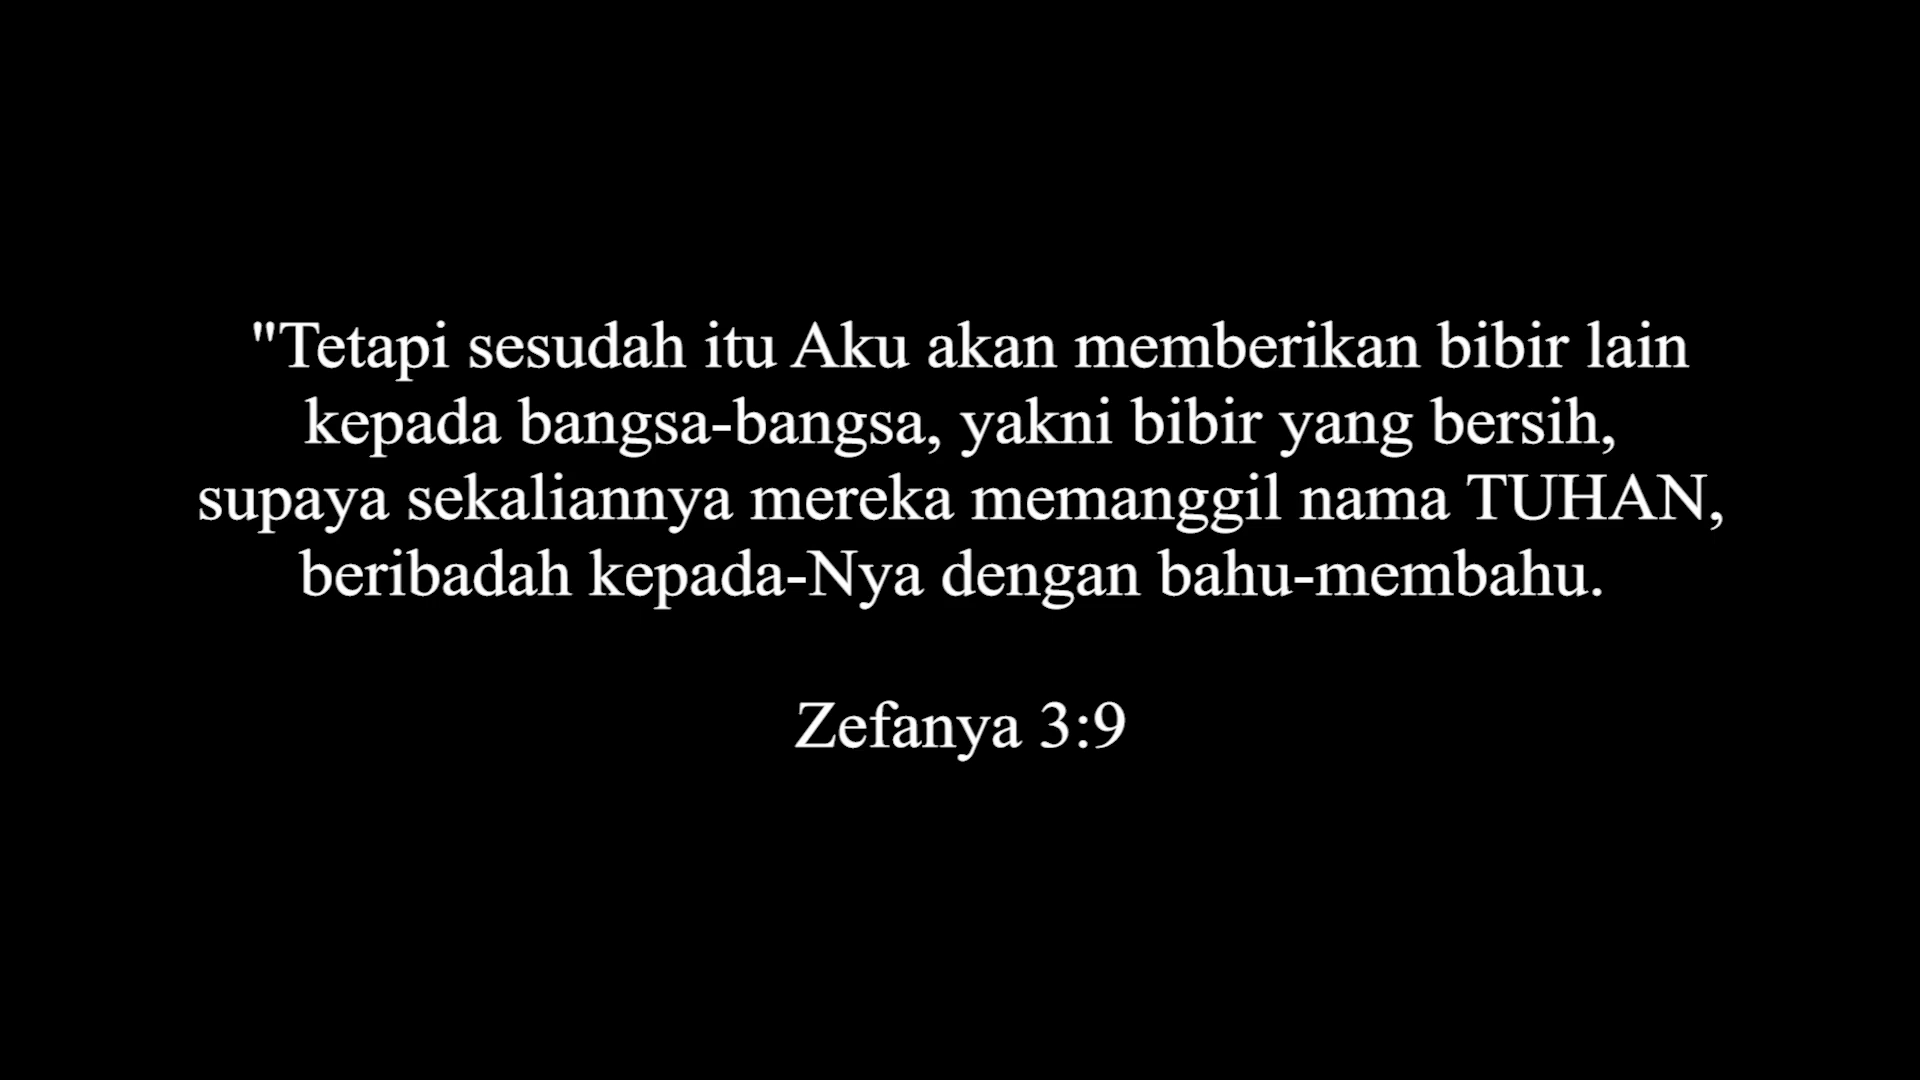 "Tetapi sesudah itu Aku akan memberikan bibir lain
kepada bangsa-bangsa, yakni bibir yang bersih,
supaya sekaliannya mereka memanggil nama TUHAN,
beribadah kepada-Nya dengan bahu-membahu.
Zefanya 3:9